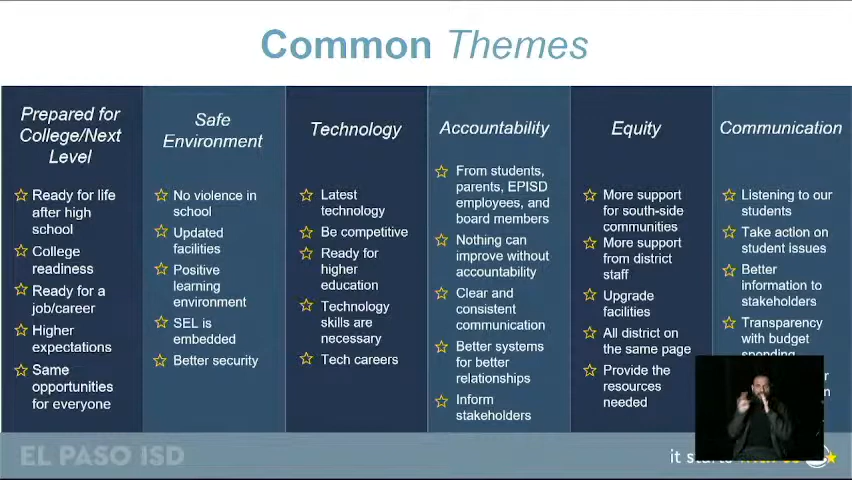 Common Themes
Prepared for
College/Next
Level
Ready for life
after high
school
College
readiness
Ready for a
job/career
Higher
expectations
Same
opportunities
for everyone
Safe
Environment
No violence in
school
Updated
facilities
Positive
learning
environment
SEL is
embedded
Better security
Technology
Latest
technology
Be competitive
Ready for
higher
education
Technology
skills are
necessary
Tech careers
Accountability
From students,
parents, EPISD
employees, and
board members
Nothing can
improve without
accountability
Clear and
consistent
communication
Better systems
for better
relationships
Inform
stakeholders
Equity
More support
for south-side
communities
More support
from district
staff
Upgrade
facilities
All district on
the same page
Provide the
resources
needed
Communication
Listening to our
students
Take action on
student issues
Better
information to
stakeholders
Transparency
with budget
spending
EL PASO ISD
it starts